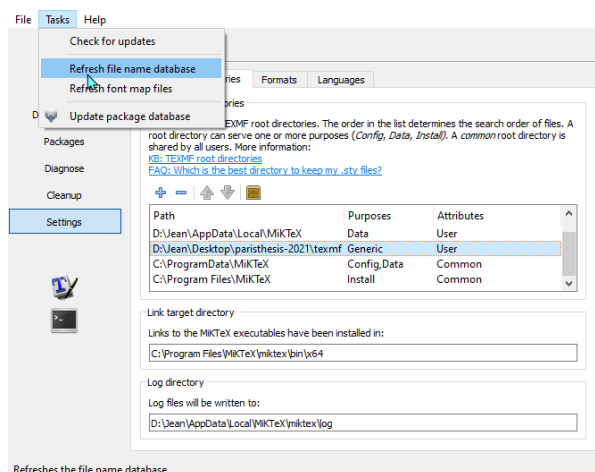 File Tasks Help
Check for updates
Refresh file name database
Refresh font map files
Update package database
ries Formats Languages
ories
EXMF root directories. The order in the list determines the search order of files. A
root directory can serve one or more purposes (Config, Data, Install). A common root directory is
shared by all users. More information:
KB: TEXMF root directories
FAQ: Which is the best directory to keep my .sty files?
D
Packages
Diagnose
Cleanup
Settings
Path Purposes Attributes
D:\Jean\AppData\Local\MiKTeX Data User
D:\Jean\Desktop\paristhesis-2021\texmf Generic User
C:\ProgramData\MiKTeX Config,Data Common
C:\Program Files\MiKTeX Install Common
Link target directory
Links to the MiKTeX executables have been installed in:
C:\Program Files\MiKTeX\miktex\bin\x64
Log directory
Log files will be written to:
D:\Jean\AppData\Local\MiKTeX\miktex\log
Refreshes the file name database